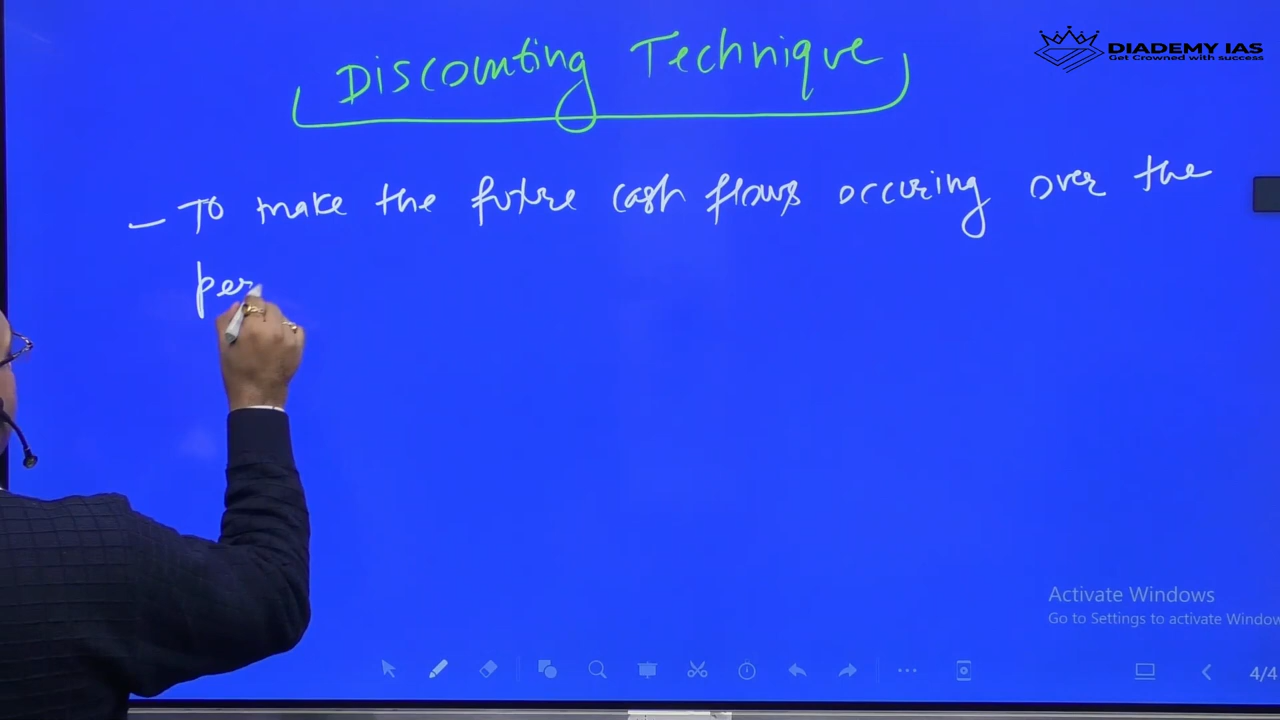 DIADEMY IAS
Get Crowned with success
Discounting Technique
- To make the future cash flows occuring over the
per
Activate Windows
Go to Settings to activate Window
4/4